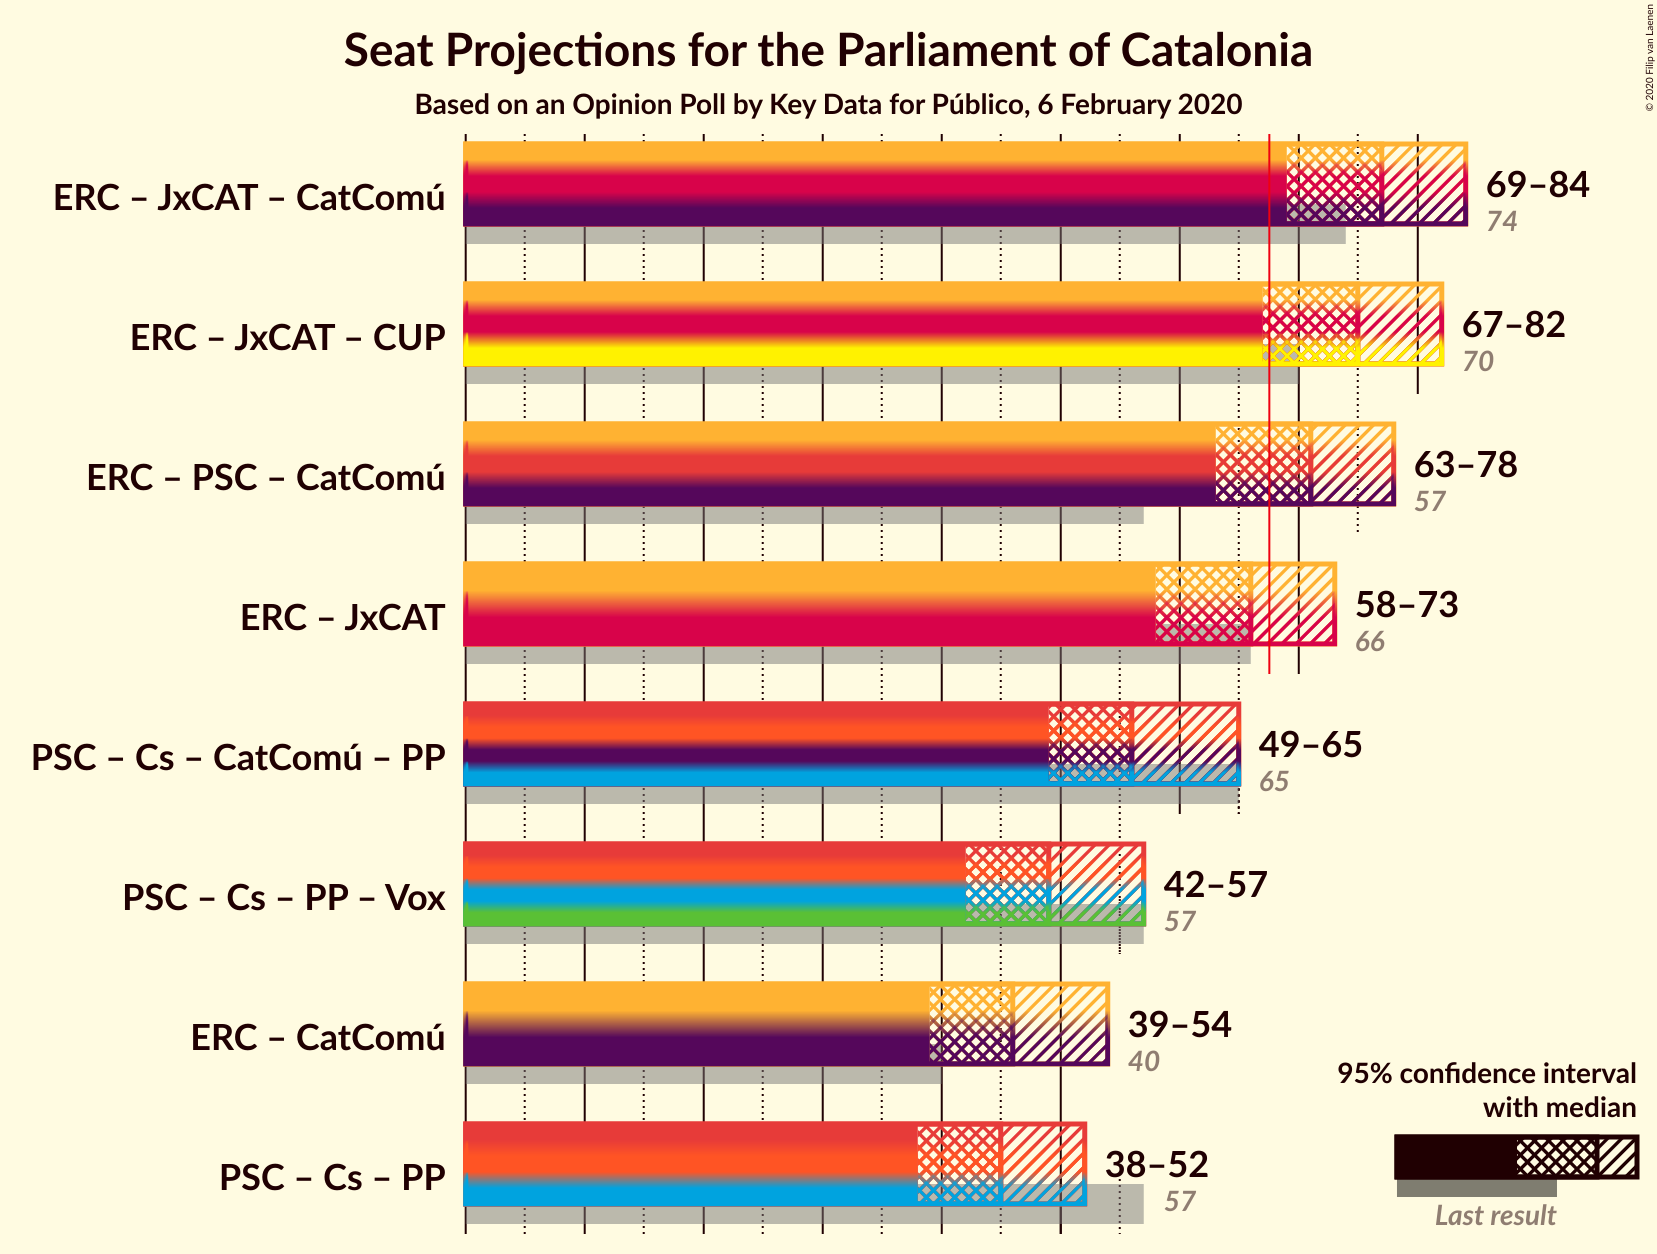 Seat Projections for the Parliament of Catalonia
Based on an Opinion Poll by Key Data for Público, 6 February 2020
© 2020 Filip van Laenen
ERC – JxCAT – CatComú
69–84
74
ERC – JxCAT – CUP
67–82
70
ERC – PSC – CatComú
63–78
57
ERC – JxCAT
58–73
66
PSC – Cs – CatComú – PP
49–65
65
PSC – Cs – PP – Vox
42–57
57
ERC – CatComú
39–54
40
PSC – Cs – PP
38–52
57
95% confidence interval
with median
Last result